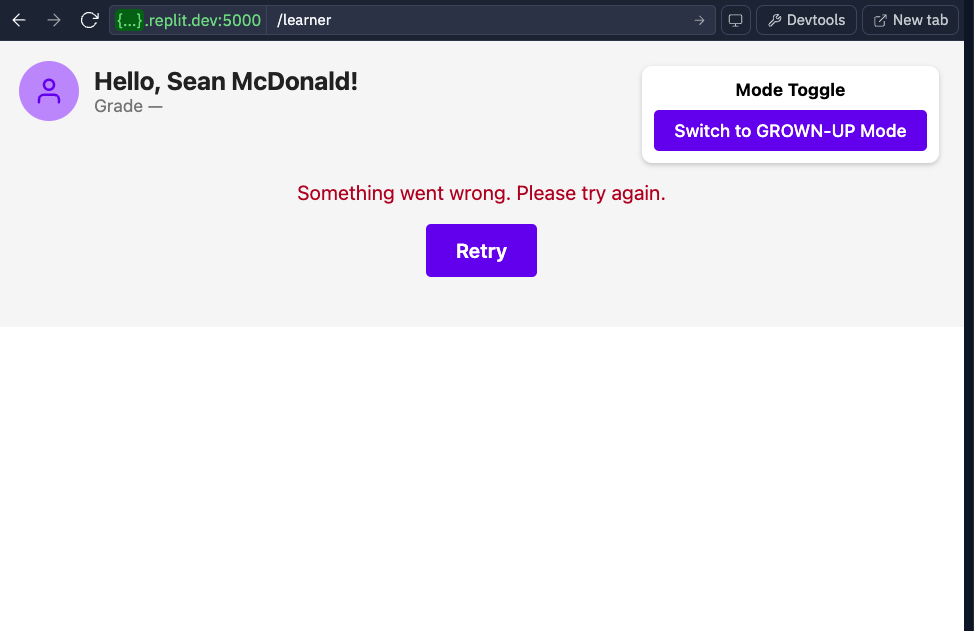 {...}.replit.dev:5000 /learner Devtools New tab
Hello, Sean McDonald!
Grade —
Mode Toggle
Switch to GROWN-UP Mode
Something went wrong. Please try again.
Retry